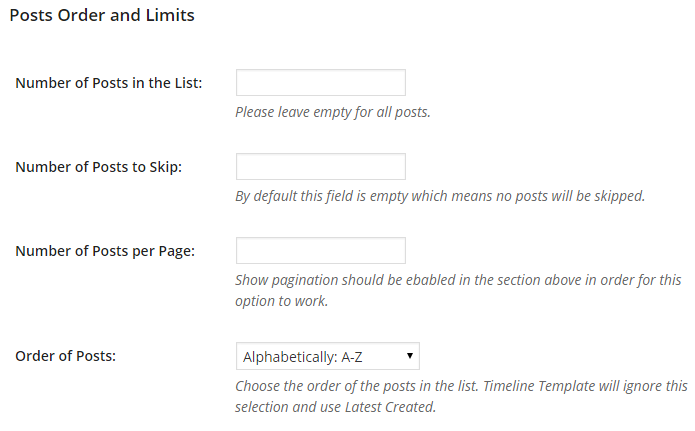 Posts Order and Limits
Number of Posts in the List:
Please leave empty for all posts.
Number of Posts to Skip:
By default this field is empty which means no posts will be skipped.
Number of Posts per Page:
Show pagination should be ebabled in the section above in order for this
option to work.
Order of Posts:
Alphabetically: A-Z
Choose the order of the posts in the list. Timeline Template will ignore this
selection and use Latest Created.